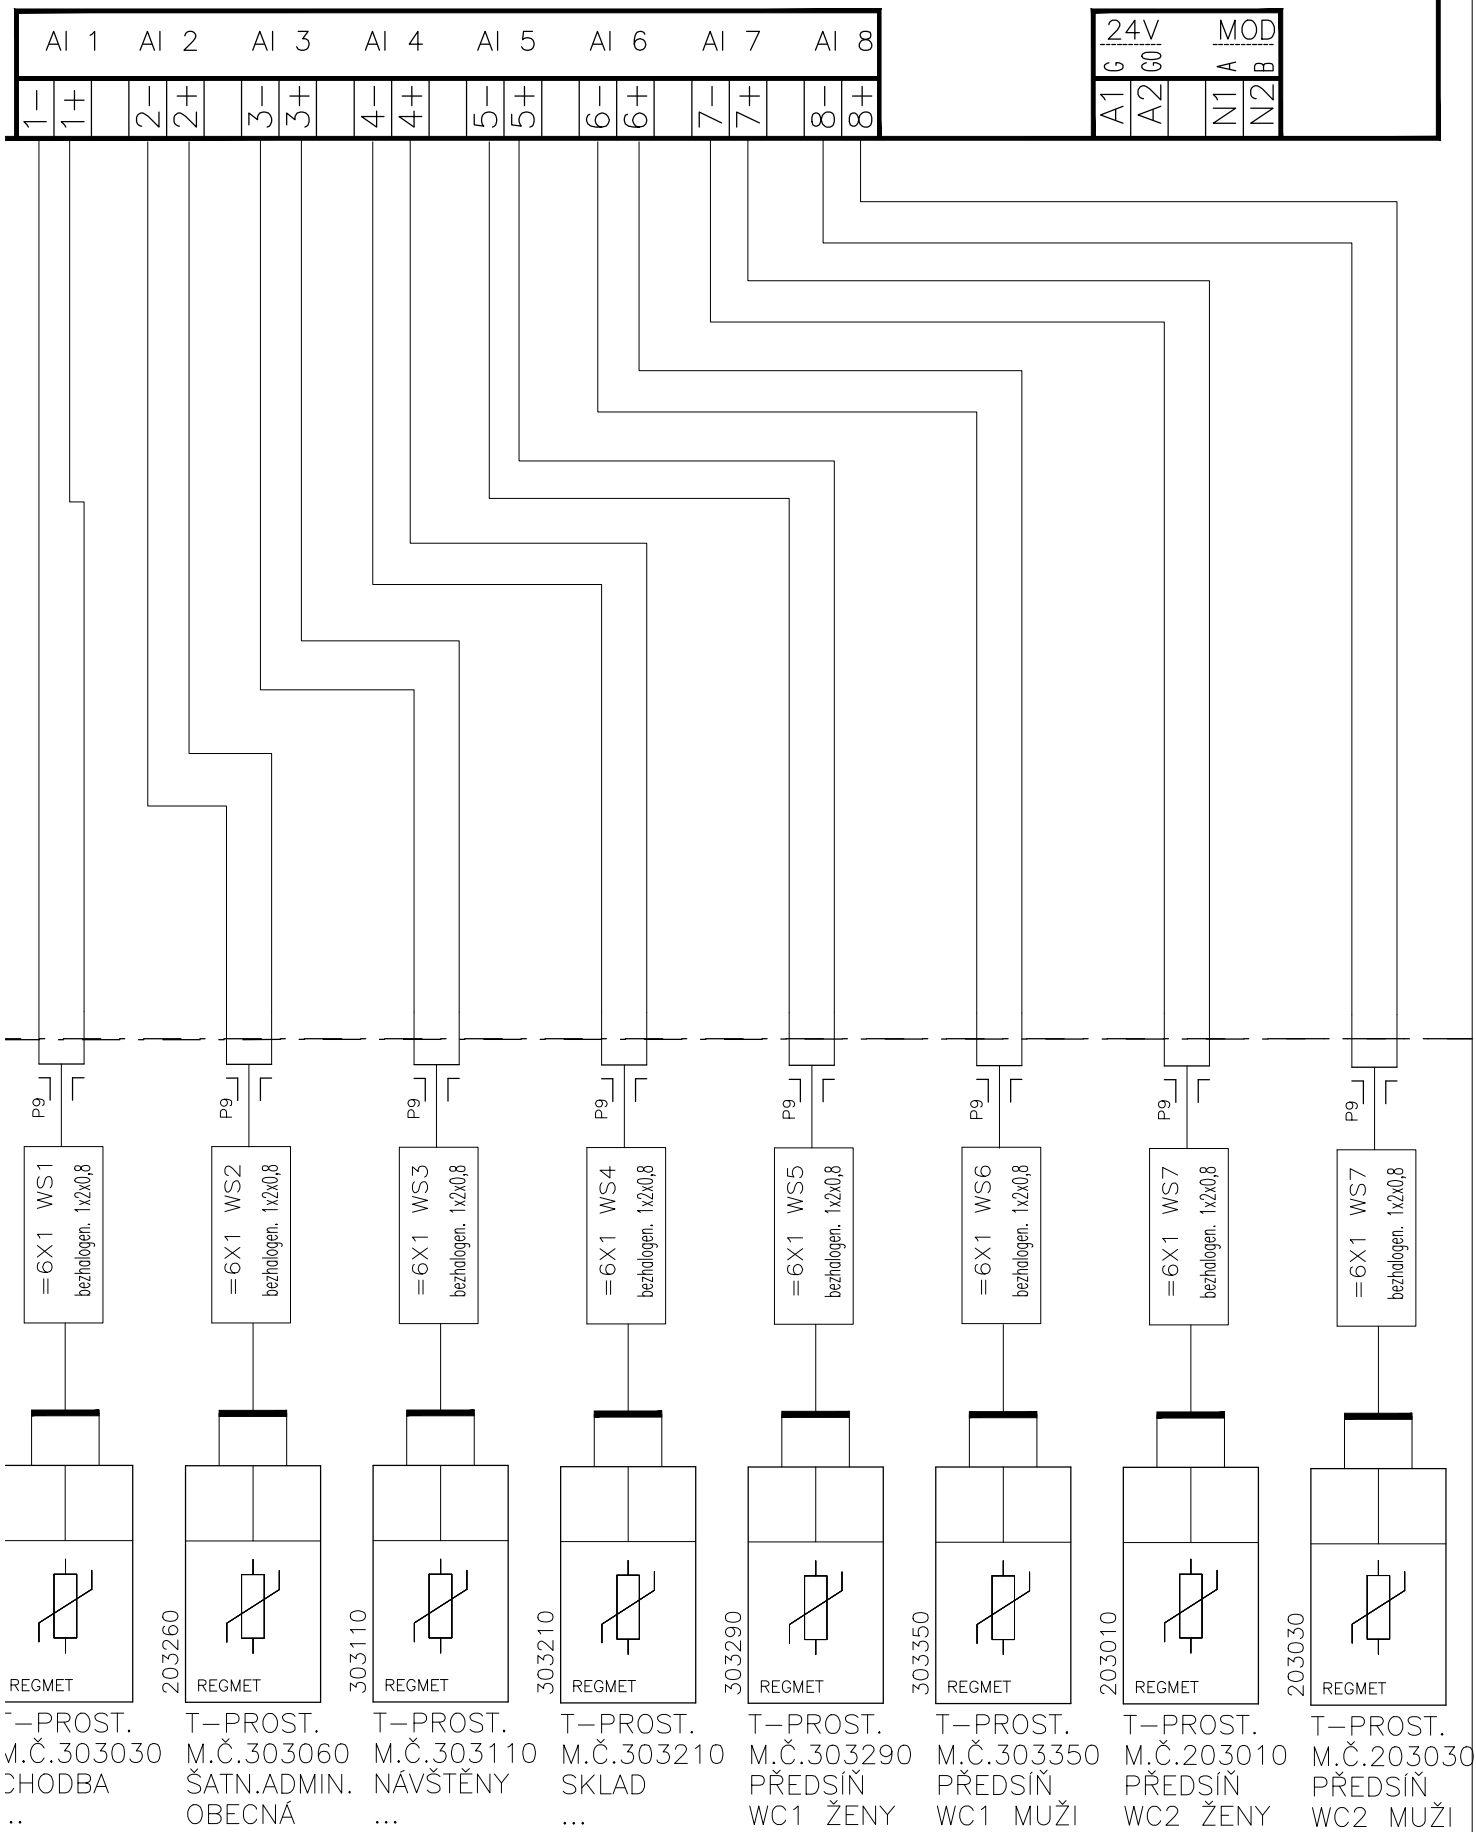 AI 1 AI 2 AI 3 AI 4 AI 5 AI 6 AI 7 AI 8
24V MOD
G G0 A B
1- 1+ 2- 2+ 3- 3+ 4- 4+ 5- 5+ 6- 6+ 7- 7+ 8- 8+
A1 A2 N1 N2
P9 P9 P9 P9 P9 P9 P9 P9
=6X1 WS1
bezhalogen. 1x2x0,8
=6X1 WS2
bezhalogen. 1x2x0,8
=6X1 WS3
bezhalogen. 1x2x0,8
=6X1 WS4
bezhalogen. 1x2x0,8
=6X1 WS5
bezhalogen. 1x2x0,8
=6X1 WS6
bezhalogen. 1x2x0,8
=6X1 WS7
bezhalogen. 1x2x0,8
=6X1 WS7
bezhalogen. 1x2x0,8
REGMET
T-PROST.
M.Č.303030
CHODBA
..
203260
REGMET
T-PROST.
M.Č.303060
ŠATN.ADMIN.
OBECNÁ
303110
REGMET
T-PROST.
M.Č.303110
NÁVŠTĚNY
...
303210
REGMET
T-PROST.
M.Č.303210
SKLAD
...
303290
REGMET
T-PROST.
M.Č.303290
PŘEDSÍŇ
WC1 ŽENY
303350
REGMET
T-PROST.
M.Č.303350
PŘEDSÍŇ
WC1 MUŽI
203010
REGMET
T-PROST.
M.Č.203010
PŘEDSÍŇ
WC2 ŽENY
203030
REGMET
T-PROST.
M.Č.203030
PŘEDSÍŇ
WC2 MUŽI